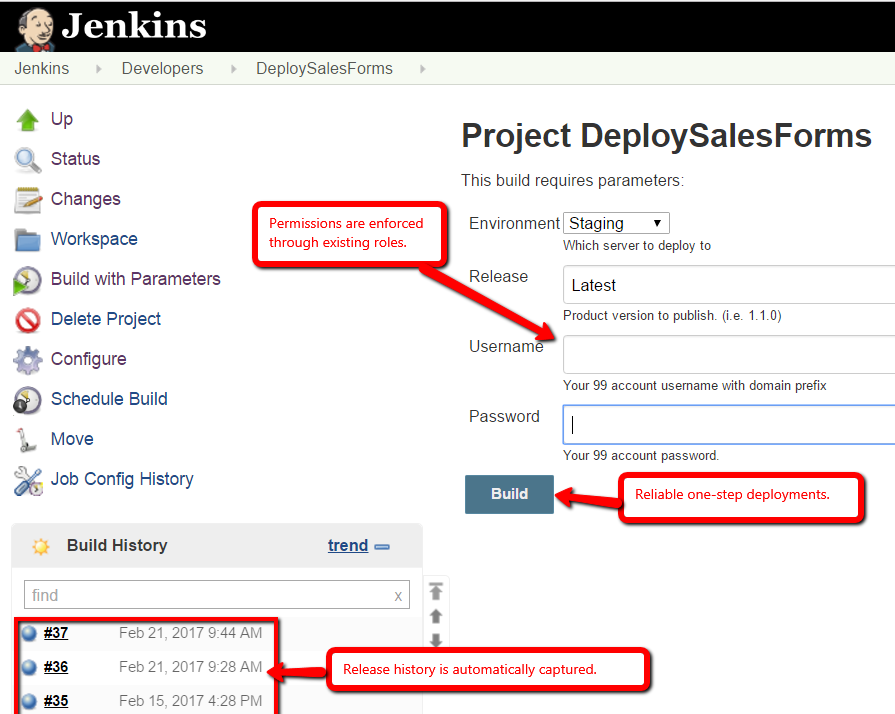 Jenkins
Jenkins Developers DeploySalesForms
Up
Status
Changes
Workspace
Build with Parameters
Delete Project
Configure
Schedule Build
Move
Job Config History
Project DeploySalesForms
This build requires parameters:
Environment Staging
Which server to deploy to
Release Latest
Product version to publish. (i.e. 1.1.0)
Username
Your 99 account username with domain prefix
Password
Your 99 account password.
Build
Permissions are enforced
through existing roles.
Reliable one-step deployments.
Build History trend
find x
#37 Feb 21, 2017 9:44 AM
#36 Feb 21, 2017 9:28 AM
#35 Feb 15, 2017 4:28 PM
Release history is automatically captured.